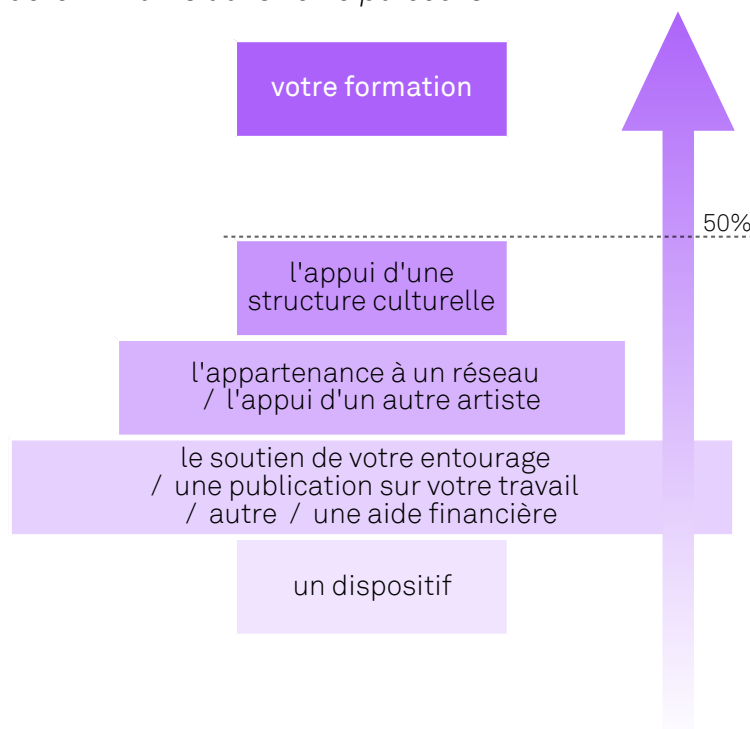 votre formation
50%
l'appui d'une
structure culturelle
l'appartenance à un réseau
/ l'appui d'un autre artiste
le soutien de votre entourage
/ une publication sur votre travail
/ autre / une aide financière
un dispositif